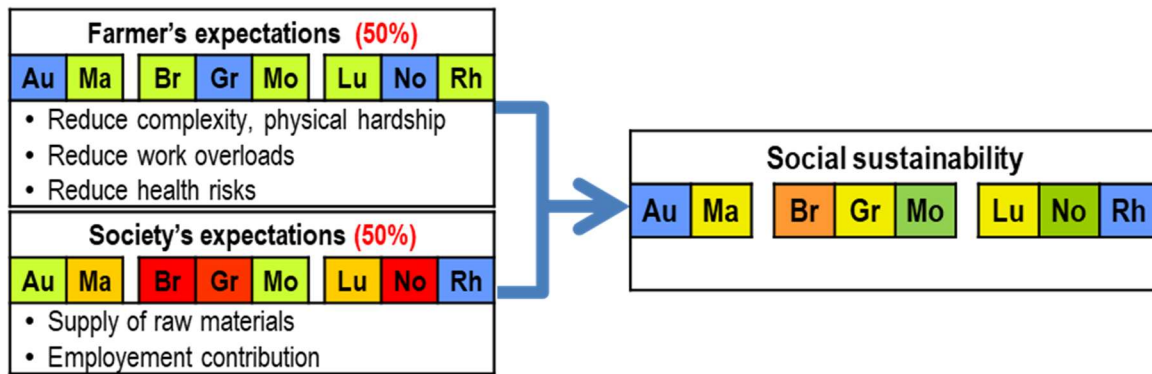 Farmer's expectations (50%)
Au Ma Br Gr Mo Lu No Rh
• Reduce complexity, physical hardship
• Reduce work overloads
• Reduce health risks
Society's expectations (50%)
Au Ma Br Gr Mo Lu No Rh
• Supply of raw materials
• Employement contribution
Social sustainability
Au Ma Br Gr Mo Lu No Rh